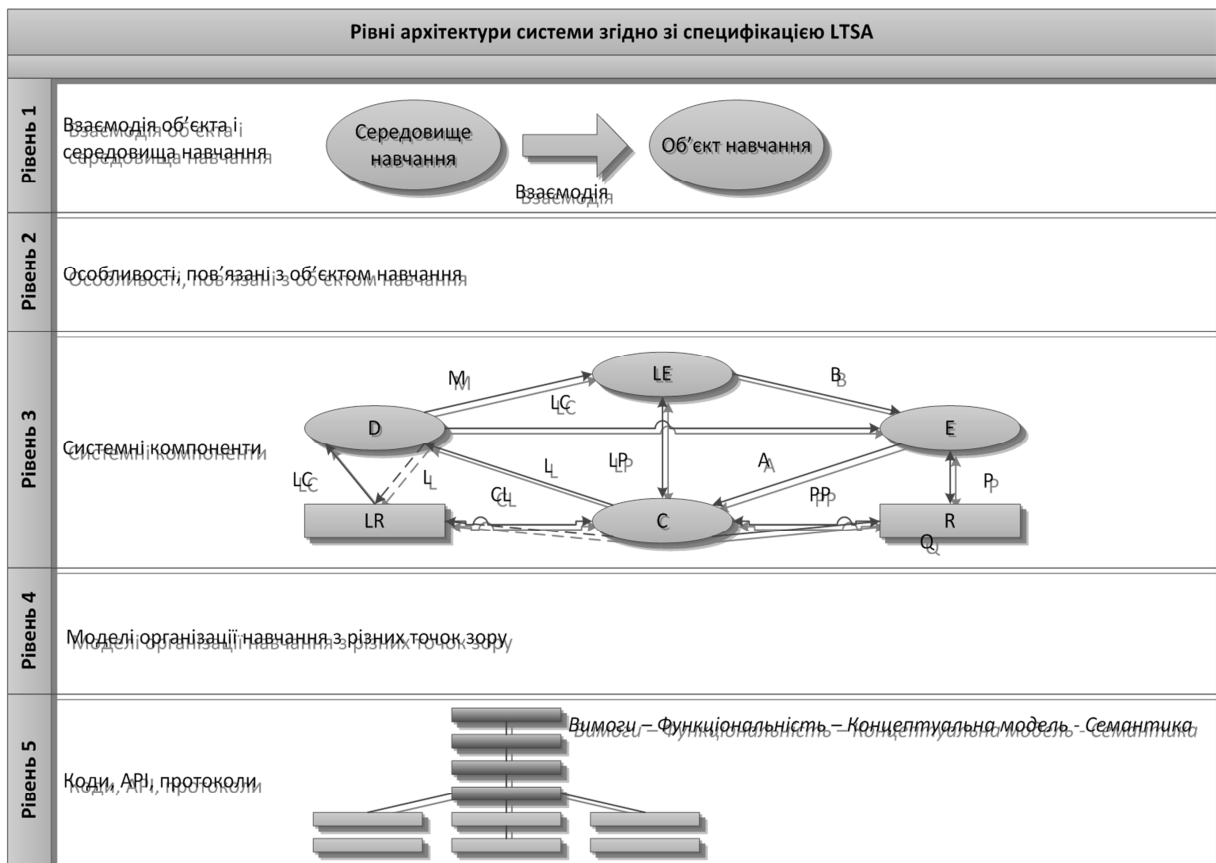 Рівні архітектури системи згідно зі специфікацією LTSA
Рівень 1
Взаємодія об’єкта і
середовища навчання
Середовище
навчання
Взаємодія
Об’єкт навчання
Рівень 2
Особливості, пов’язані з об’єктом навчання
Рівень 3
Системні компоненти
M
LE
B
LC
D
E
LC
L
L
LP
A
CL
PP
P
LR
C
R
Q
Рівень 4
Моделі організації навчання з різних точок зору
Рівень 5
Вимоги – Функціональність – Концептуальна модель - Семантика
Коди, API, протоколи